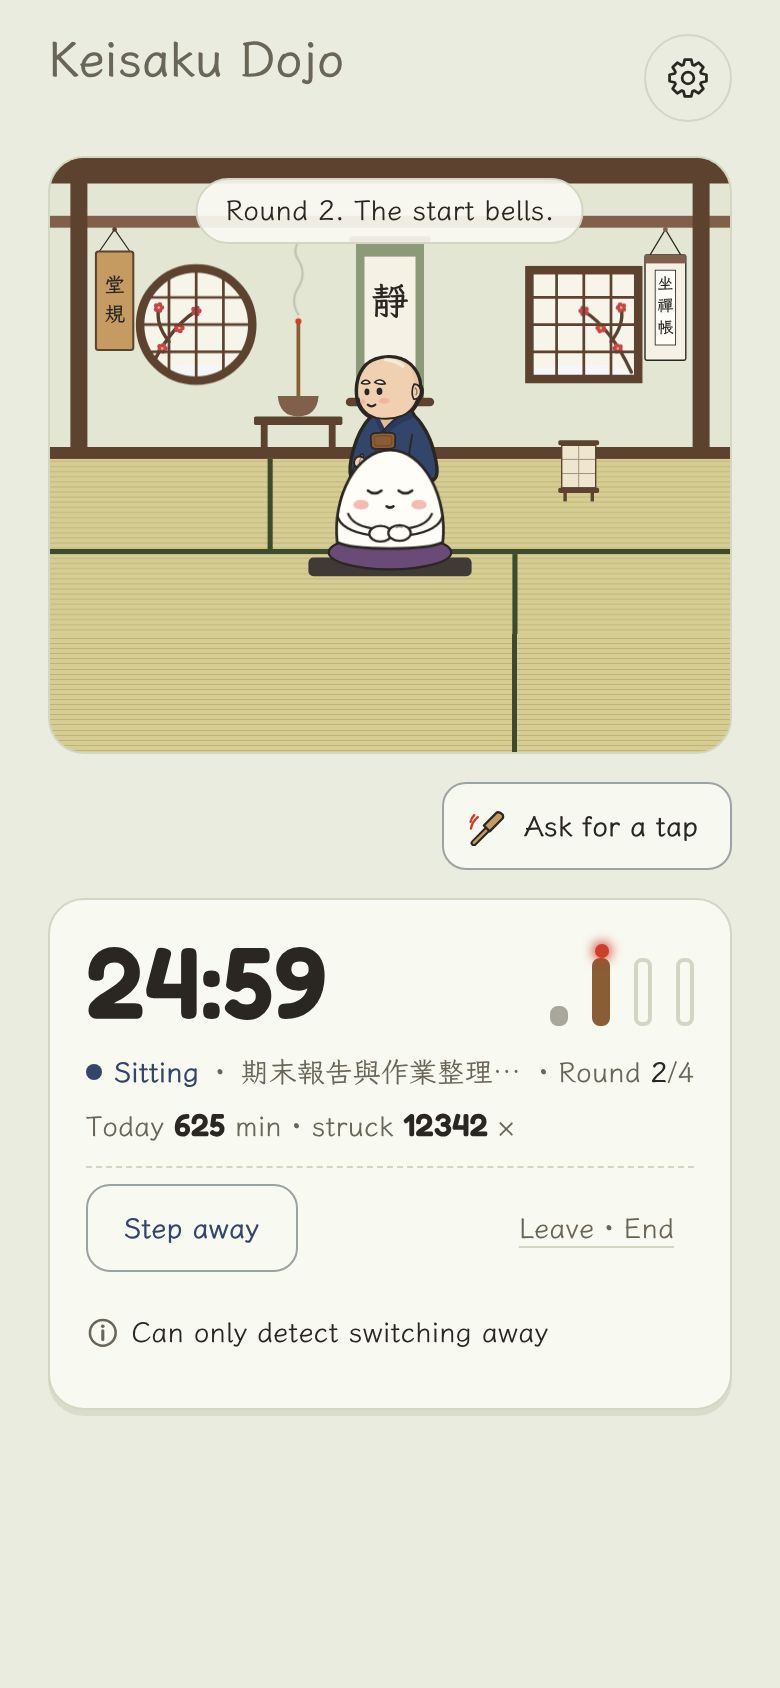 Keisaku Dojo
Round 2. The start bells.
堂規
靜
坐禪帳
Ask for a tap
24:59
Sitting • 期末報告與作業整理… • Round 2/4
Today 625 min • struck 12342 ×
Step away
Leave • End
Can only detect switching away